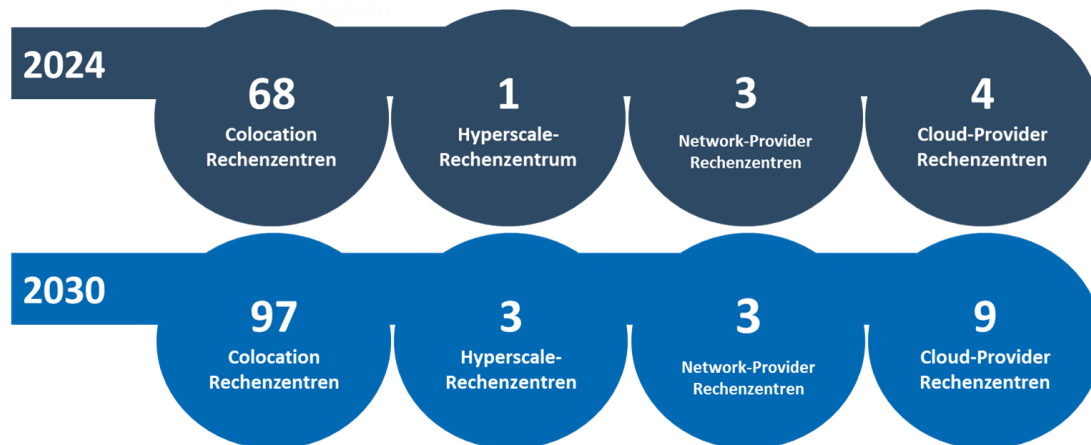 2024
68
Colocation
Rechenzentren
1
Hyperscale-
Rechenzentrum
3
Network-Provider
Rechenzentren
4
Cloud-Provider
Rechenzentren
2030
97
Colocation
Rechenzentren
3
Hyperscale-
Rechenzentren
3
Network-Provider
Rechenzentren
9
Cloud-Provider
Rechenzentren